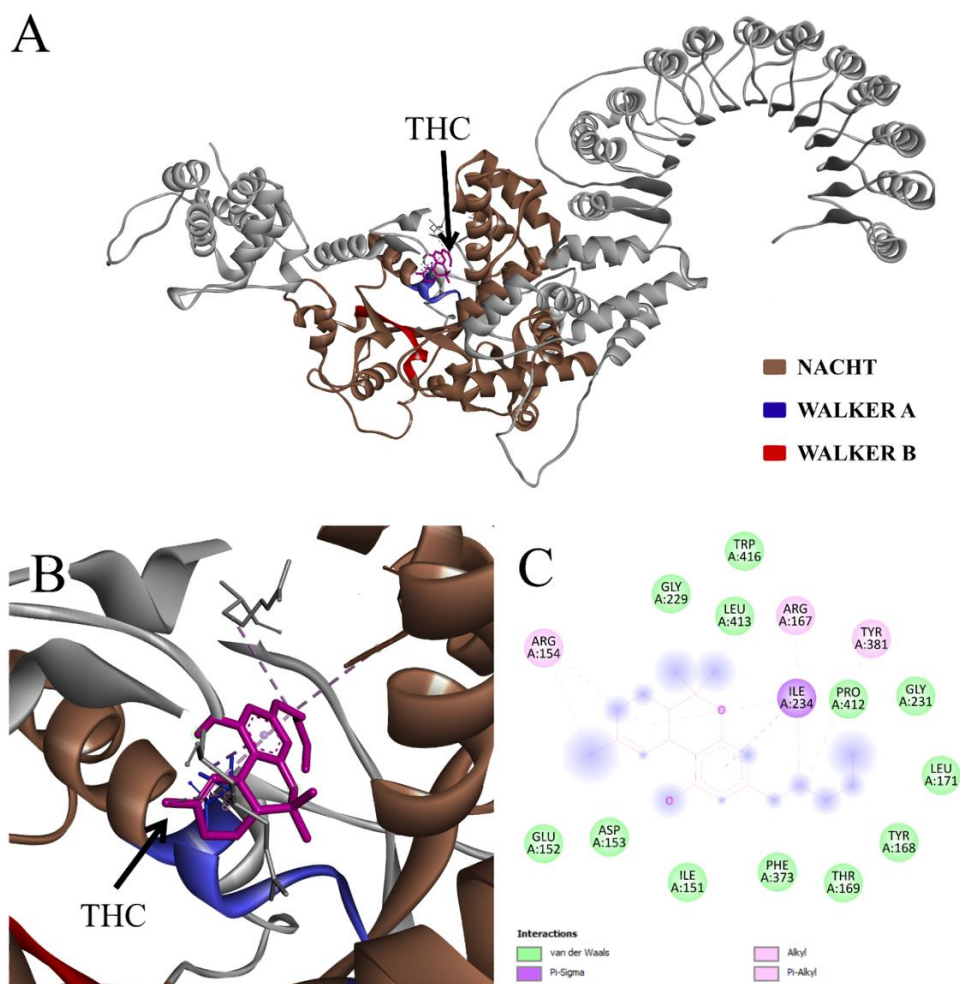 A
THC
NACHT
WALKER A
WALKER B
B
THC
C
TRP
A:416
GLY
A:229
LEU
A:413
ARG
A:167
TYR
A:381
ARG
A:154
ILE
A:234
PRO
A:412
GLY
A:231
O
LEU
A:171
O
GLU
A:152
ASP
A:153
TYR
A:168
ILE
A:151
PHE
A:373
THR
A:169
Interactions
van der Waals
Alkyl
Pi-Sigma
Pi-Alkyl